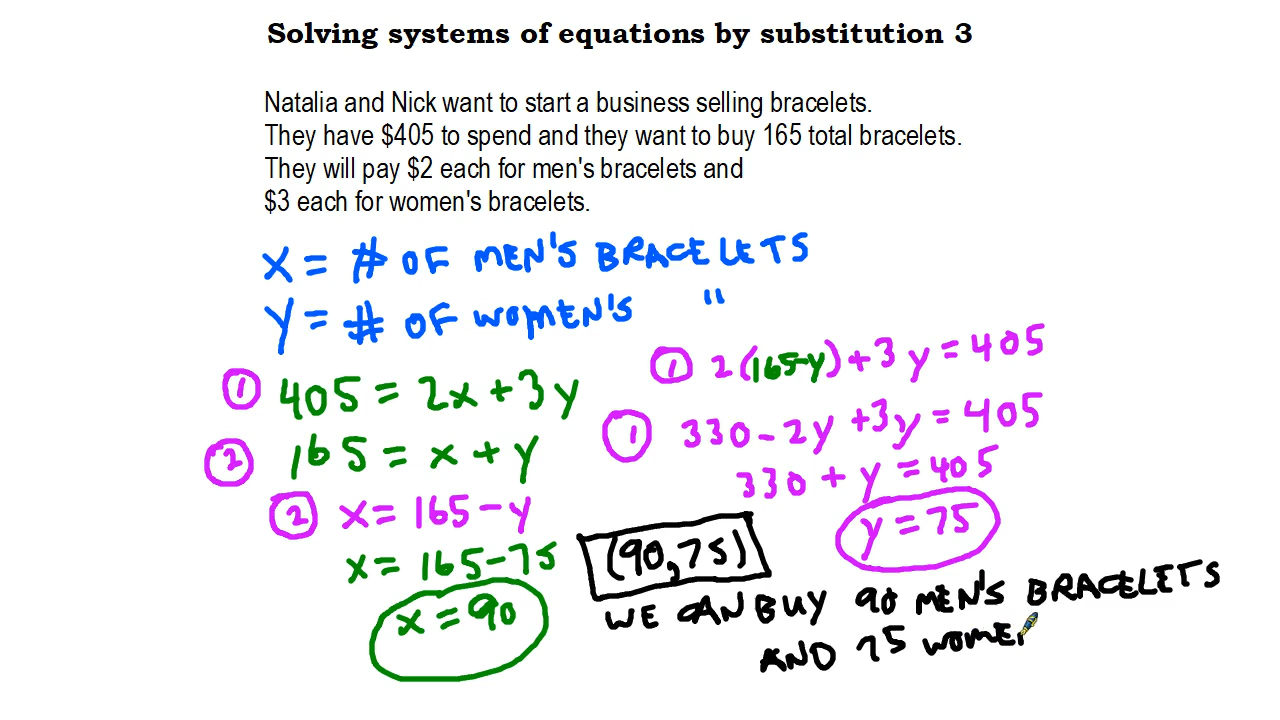 Solving systems of equations by substitution 3
Natalia and Nick want to start a business selling bracelets.
They have $405 to spend and they want to buy 165 total bracelets.
They will pay $2 each for men's bracelets and
$3 each for women's bracelets.
X = # OF MEN'S BRACELETS
Y = # OF WOMEN'S "
① 405 = 2x + 3y
② 165 = x + y
② x = 165 - y
x = 165 - 75
x = 90
① 2(165-y) + 3y = 405
① 330 - 2y + 3y = 405
330 + y = 405
y = 75
(90,75)
WE CAN BUY 90 MEN'S BRACELETS
AND 75 WOMEN